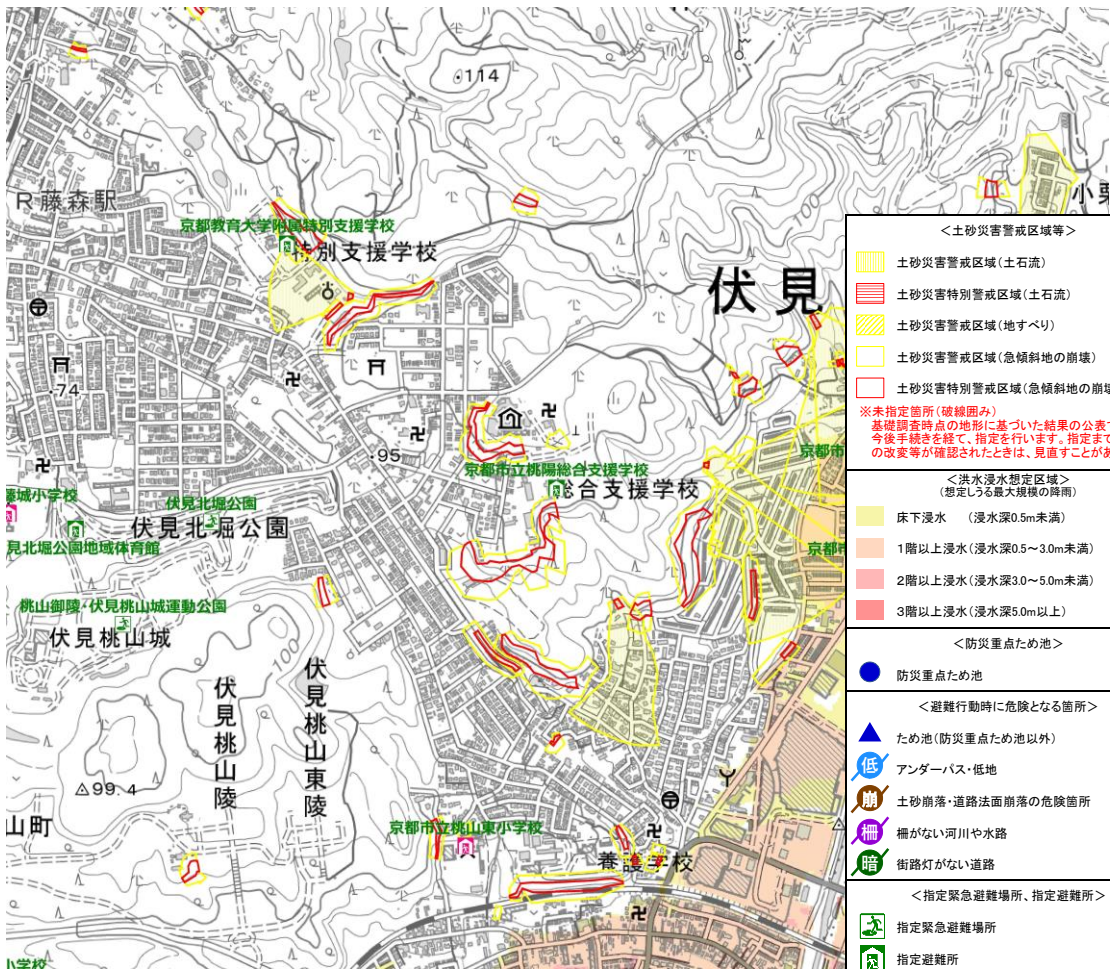 ・114
R藤森駅
小栗
京都教育大学附属特別支援学校
特別支援学校
伏見
・74
・95
京都市立桃陽総合支援学校
総合支援学校
京都市
藤城小学校
伏見北堀公園
伏見北堀公園
見北堀公園地域体育館
京都市
桃山御陵・伏見桃山城運動公園
伏見桃山城
100
伏見桃山陵
伏見桃山東陵
99.4
山町
京都市立桃山東小学校
養護学校
小学校
<土砂災害警戒区域等>
土砂災害警戒区域(土石流)
土砂災害特別警戒区域(土石流)
土砂災害警戒区域(地すべり)
土砂災害警戒区域(急傾斜地の崩壊)
土砂災害特別警戒区域(急傾斜地の崩壊
※未指定箇所(破線囲み)
基礎調査時点の地形に基づいた結果の公表で
今後手続きを経て、指定を行います。指定まで
の改変等が確認されたときは、見直すことがあ
<洪水浸水想定区域>
(想定しうる最大規模の降雨)
床下浸水 (浸水深0.5m未満)
1階以上浸水(浸水深0.5~3.0m未満)
2階以上浸水(浸水深3.0~5.0m未満)
3階以上浸水(浸水深5.0m以上)
<防災重点ため池>
防災重点ため池
<避難行動時に危険となる箇所>
ため池(防災重点ため池以外)
低 アンダーパス・低地
崩 土砂崩落・道路法面崩落の危険箇所
柵 柵がない河川や水路
暗 街路灯がない道路
<指定緊急避難場所、指定避難所>
指定緊急避難場所
指定避難所